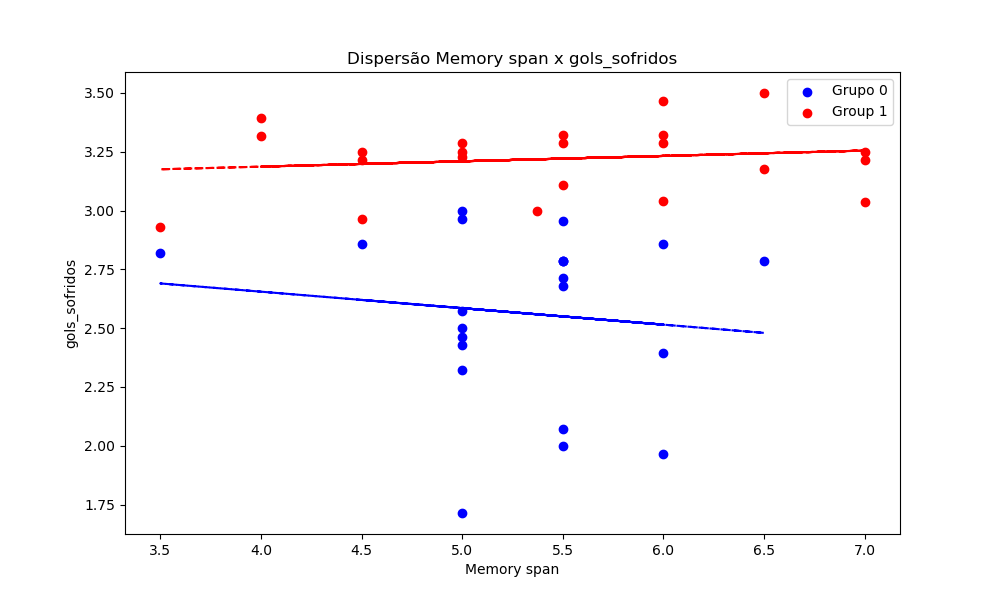 Dispersão Memory span x gols_sofridos
Grupo 0
Group 1
gols_sofridos
3.50
3.25
3.00
2.75
2.50
2.25
2.00
1.75
3.5 4.0 4.5 5.0 5.5 6.0 6.5 7.0
Memory span